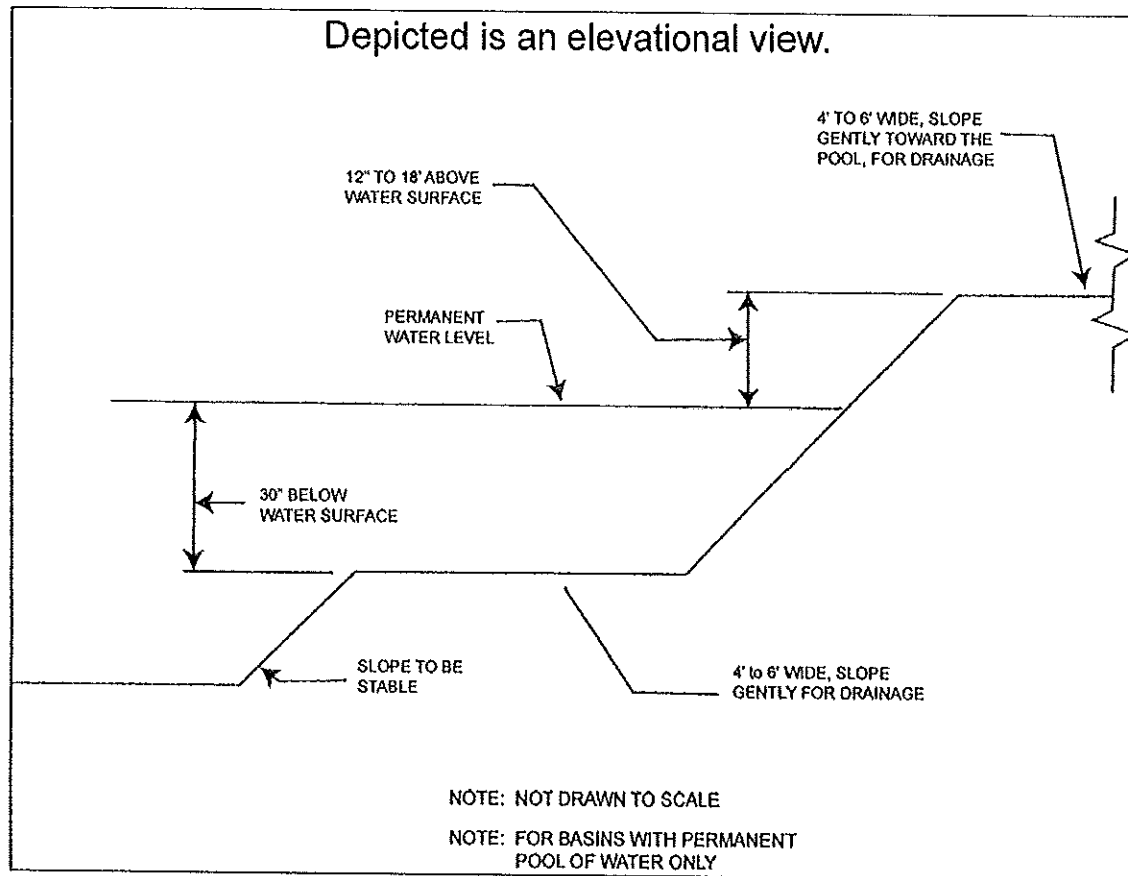 Depicted is an elevational view.
4' TO 6' WIDE, SLOPE
GENTLY TOWARD THE
POOL, FOR DRAINAGE
12" TO 18' ABOVE
WATER SURFACE
PERMANENT
WATER LEVEL
30" BELOW
WATER SURFACE
SLOPE TO BE
STABLE
4' to 6' WIDE, SLOPE
GENTLY FOR DRAINAGE
NOTE: NOT DRAWN TO SCALE
NOTE: FOR BASINS WITH PERMANENT
POOL OF WATER ONLY